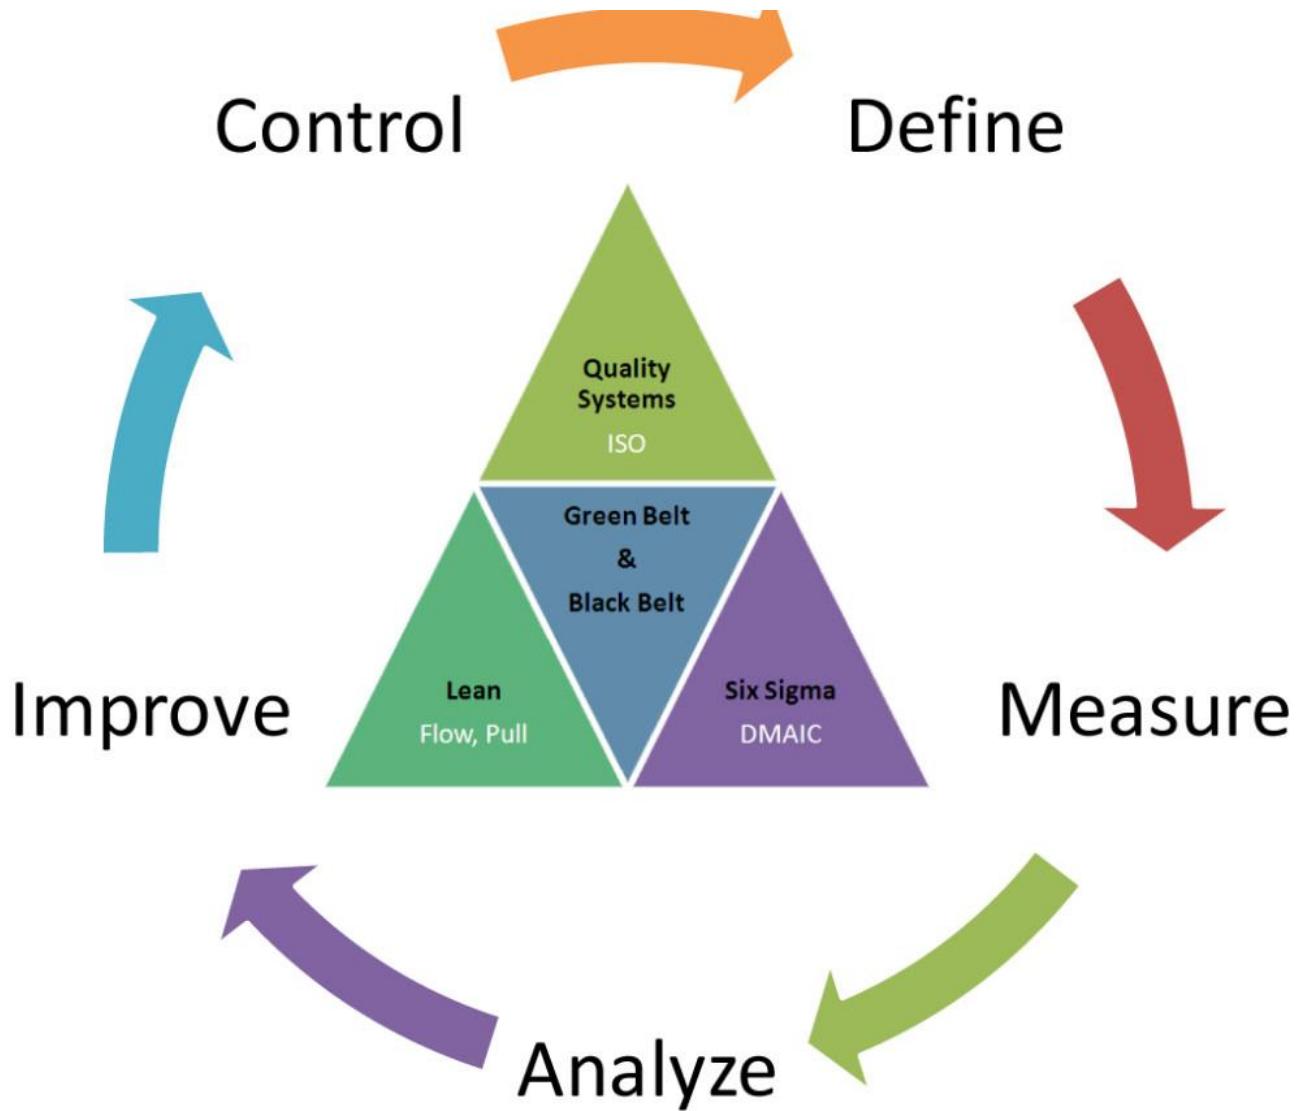 Control
Define
Quality
Systems
ISO
Green Belt
&
Black Belt
Lean
Flow, Pull
Six Sigma
DMAIC
Improve
Measure
Analyze